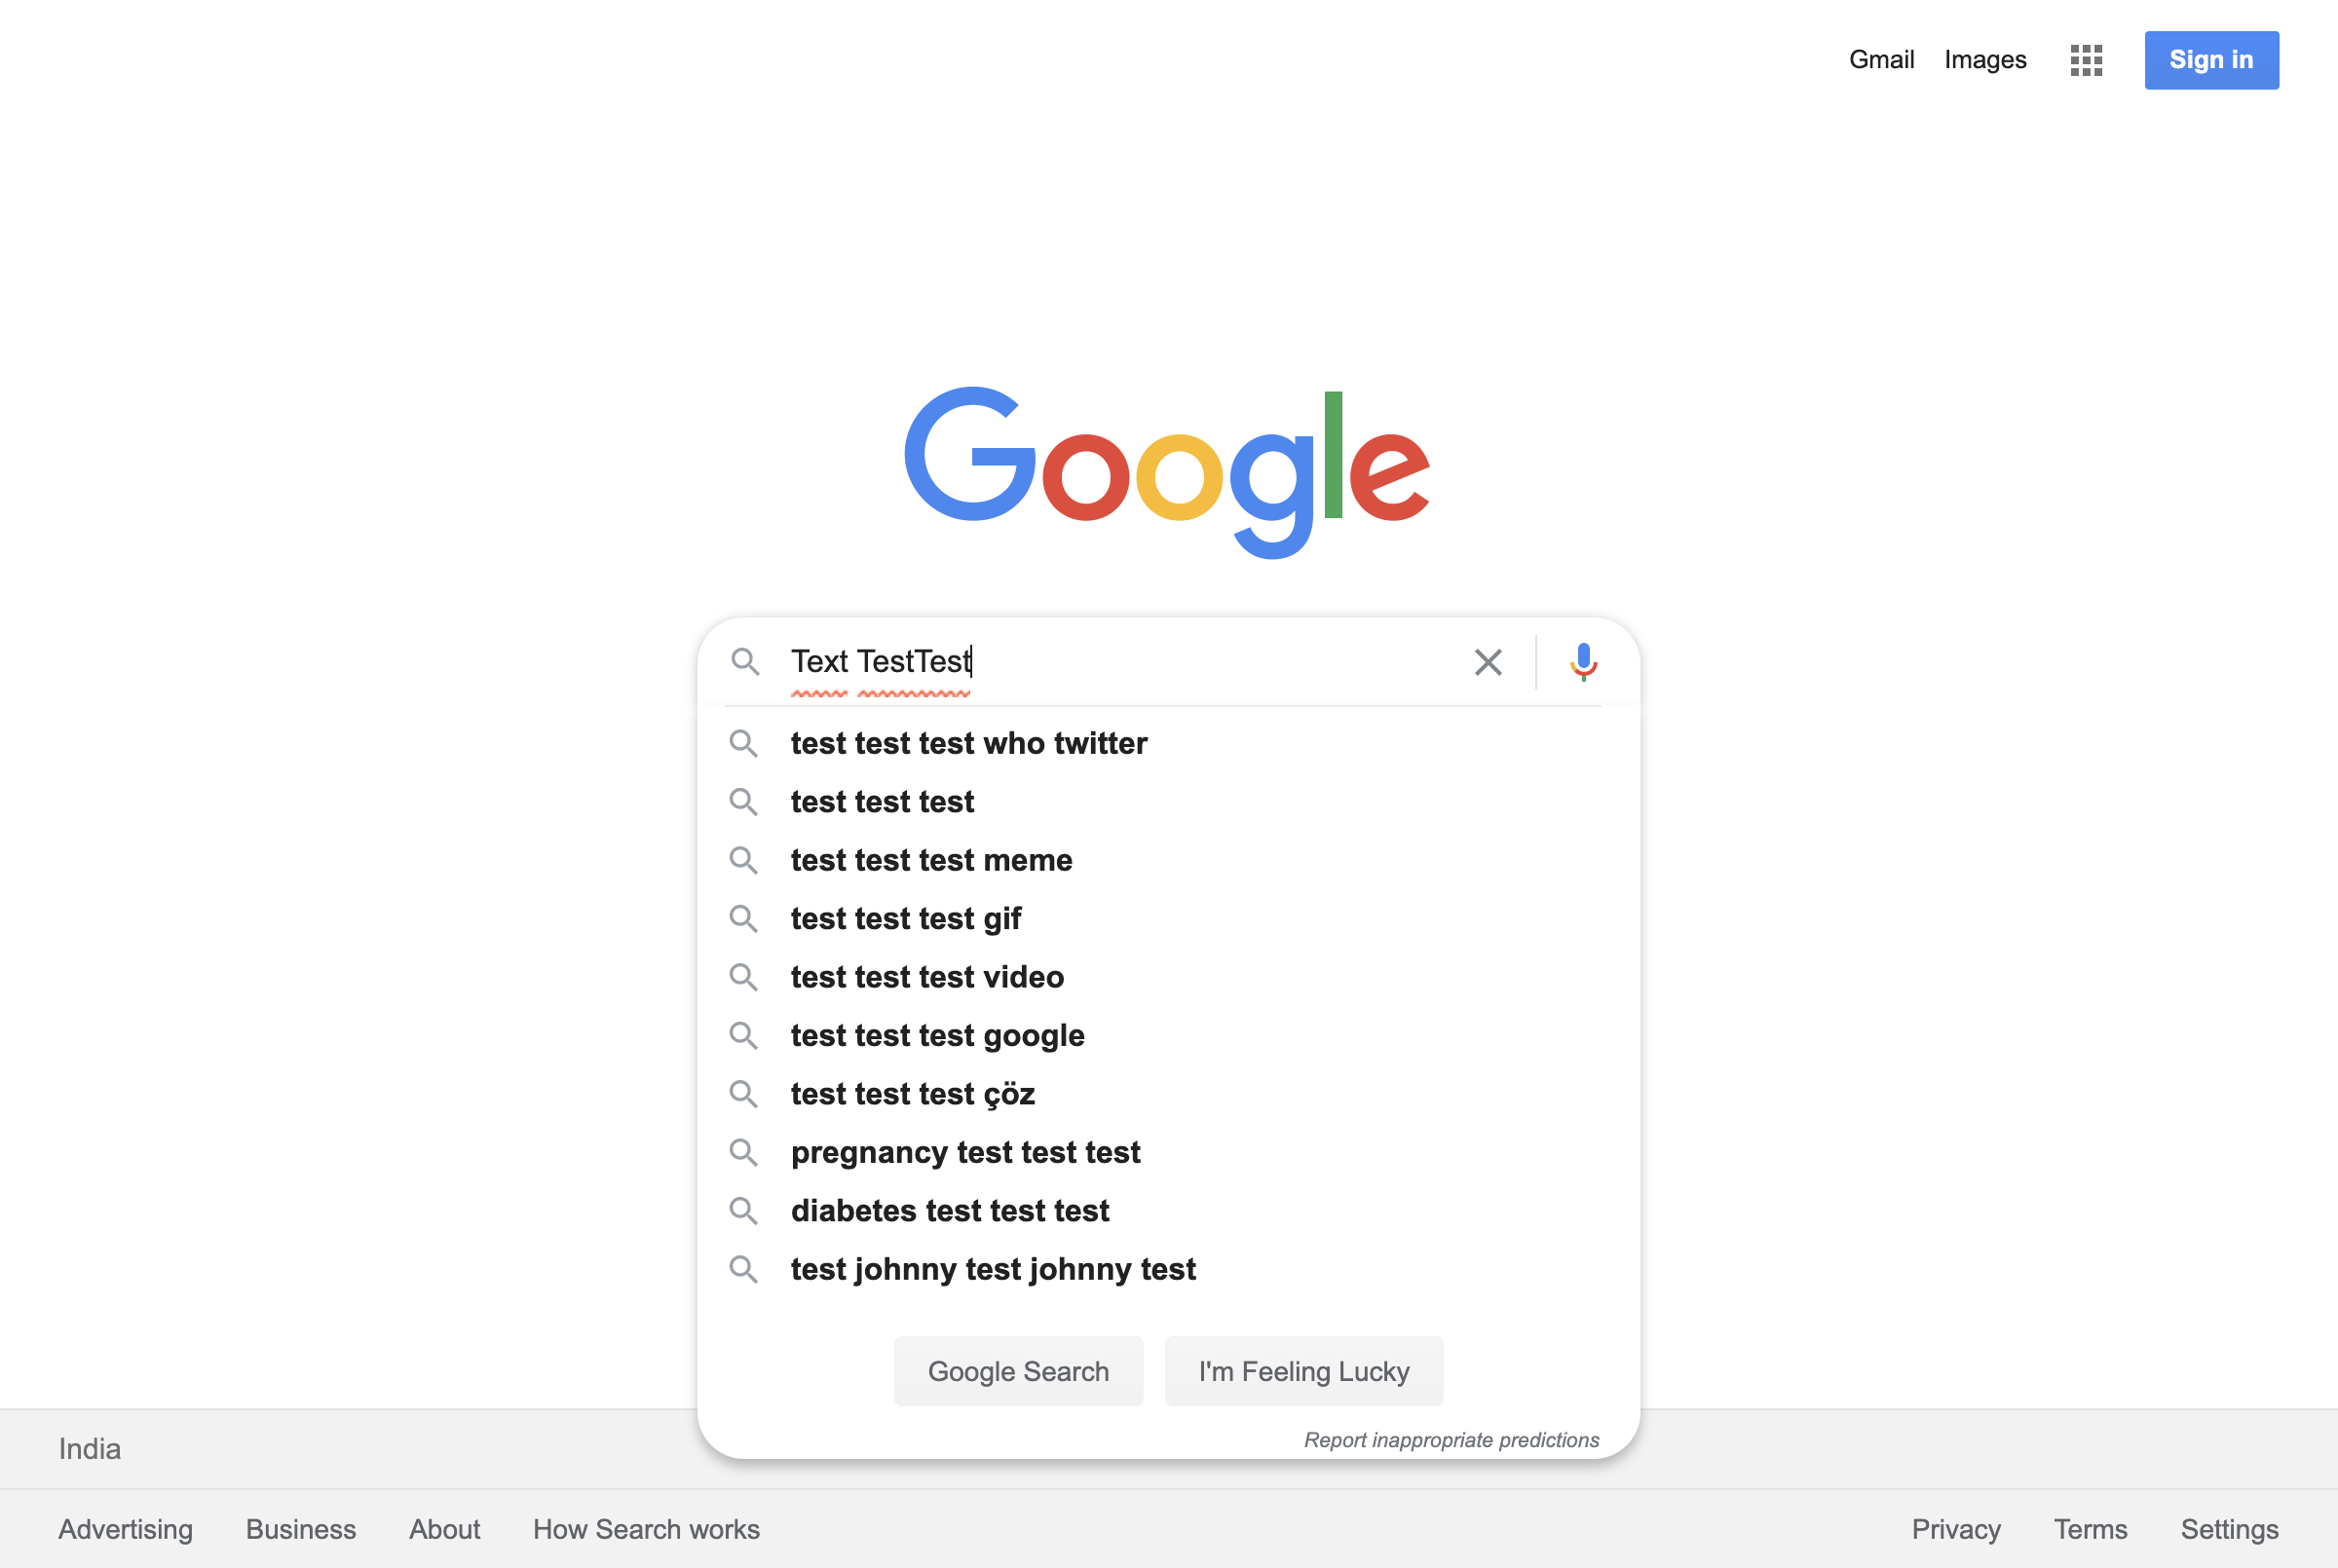 Gmail Images Sign in
Google
Text TestTest
test test test who twitter
test test test
test test test meme
test test test gif
test test test video
test test test google
test test test çöz
pregnancy test test test
diabetes test test test
test johnny test johnny test
Google Search I'm Feeling Lucky
Report inappropriate predictions
India
Advertising Business About How Search works Privacy Terms Settings